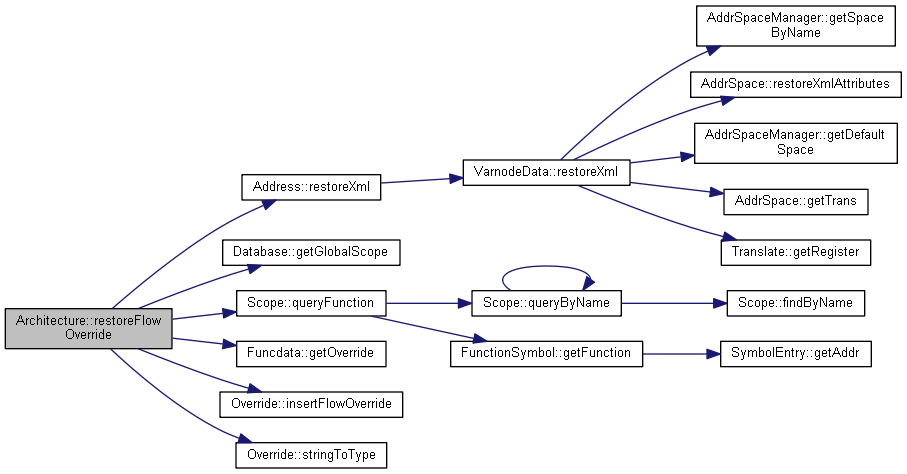 AddrSpaceManager::getSpace
ByName
AddrSpace::restoreXmlAttributes
AddrSpaceManager::getDefault
Space
VarnodeData::restoreXml
Address::restoreXml
AddrSpace::getTrans
Translate::getRegister
Database::getGlobalScope
Scope::queryFunction
Scope::queryByName
Scope::findByName
Architecture::restoreFlow
Override
Funcdata::getOverride
FunctionSymbol::getFunction
SymbolEntry::getAddr
Override::insertFlowOverride
Override::stringToType